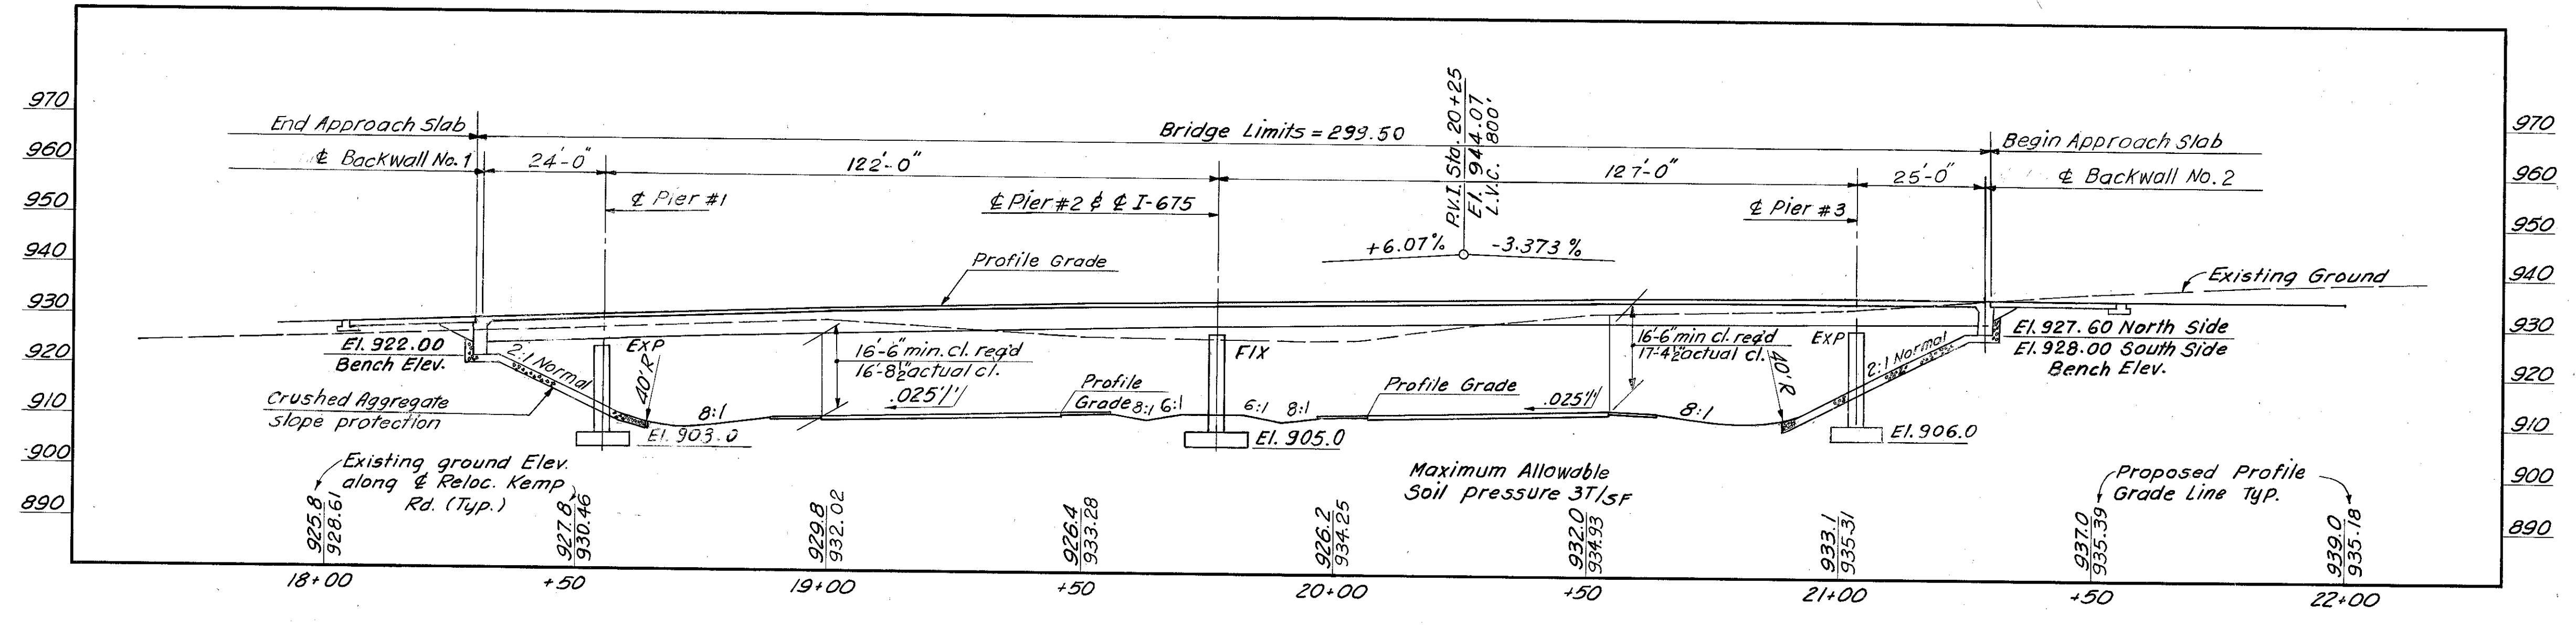 970
960
950
940
930
920
910
900
890
970
960
950
940
930
920
910
900
890
End Approach Slab
Bridge Limits = 299.50
Begin Approach Slab
℄ Backwall No. 1
24'-0"
122'-0"
127'-0"
25'-0"
℄ Backwall No. 2
℄ Pier #1
℄ Pier #2 & ℄ I-675
℄ Pier #3
P.V.I. Sta. 20+25
El. 944.07
L.V.C. 800'
+6.07%
-3.373%
Profile Grade
Existing Ground
El. 922.00
Bench Elev.
2:1 Normal
EXP
40' R
16'-6" min. cl. req'd
16'-8½" actual cl.
FIX
16'-6" min cl. req'd
17'-4½" actual cl.
40' R
EXP
2:1 Normal
El. 927.60 North Side
El. 928.00 South Side
Bench Elev.
Crushed Aggregate
slope protection
8:1
.025'/'
Profile
Grade
8:1
6:1
6:1
8:1
Profile Grade
.025'/'
8:1
El. 903.0
El. 905.0
El. 906.0
Existing ground Elev.
along ℄ Reloc. Kemp
Rd. (Typ.)
Maximum Allowable
Soil pressure 3T/SF
Proposed Profile
Grade Line Typ.
925.8
928.61
927.8
930.46
929.8
932.02
926.4
933.28
926.2
934.25
932.0
934.93
933.1
935.31
937.0
935.39
939.0
935.18
18+00
+50
19+00
+50
20+00
+50
21+00
+50
22+00